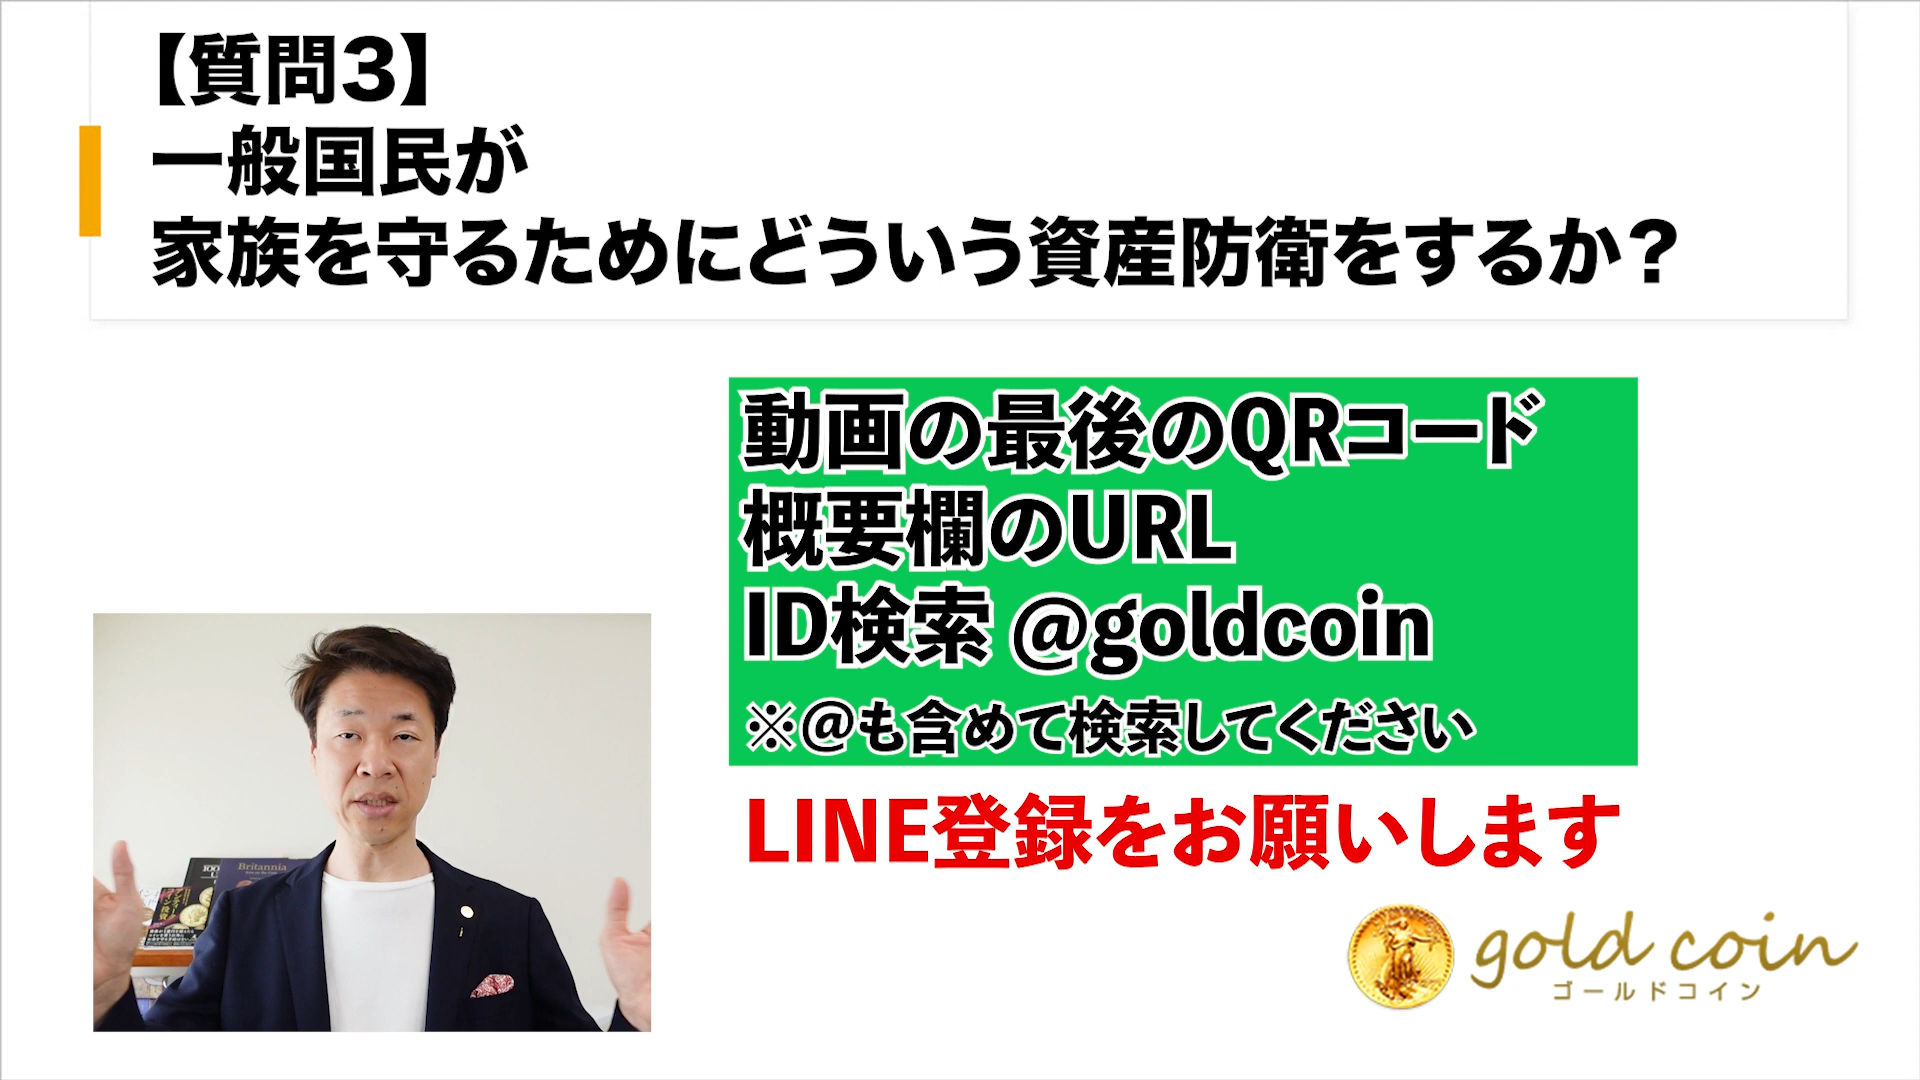 【質問3】
一般国民が
家族を守るためにどういう資産防衛をするか？
動画の最後のQRコード
概要欄のURL
ID検索 @goldcoin
※@も含めて検索してください
LINE登録をお願いします
Britannia
gold coin
ゴールドコイン